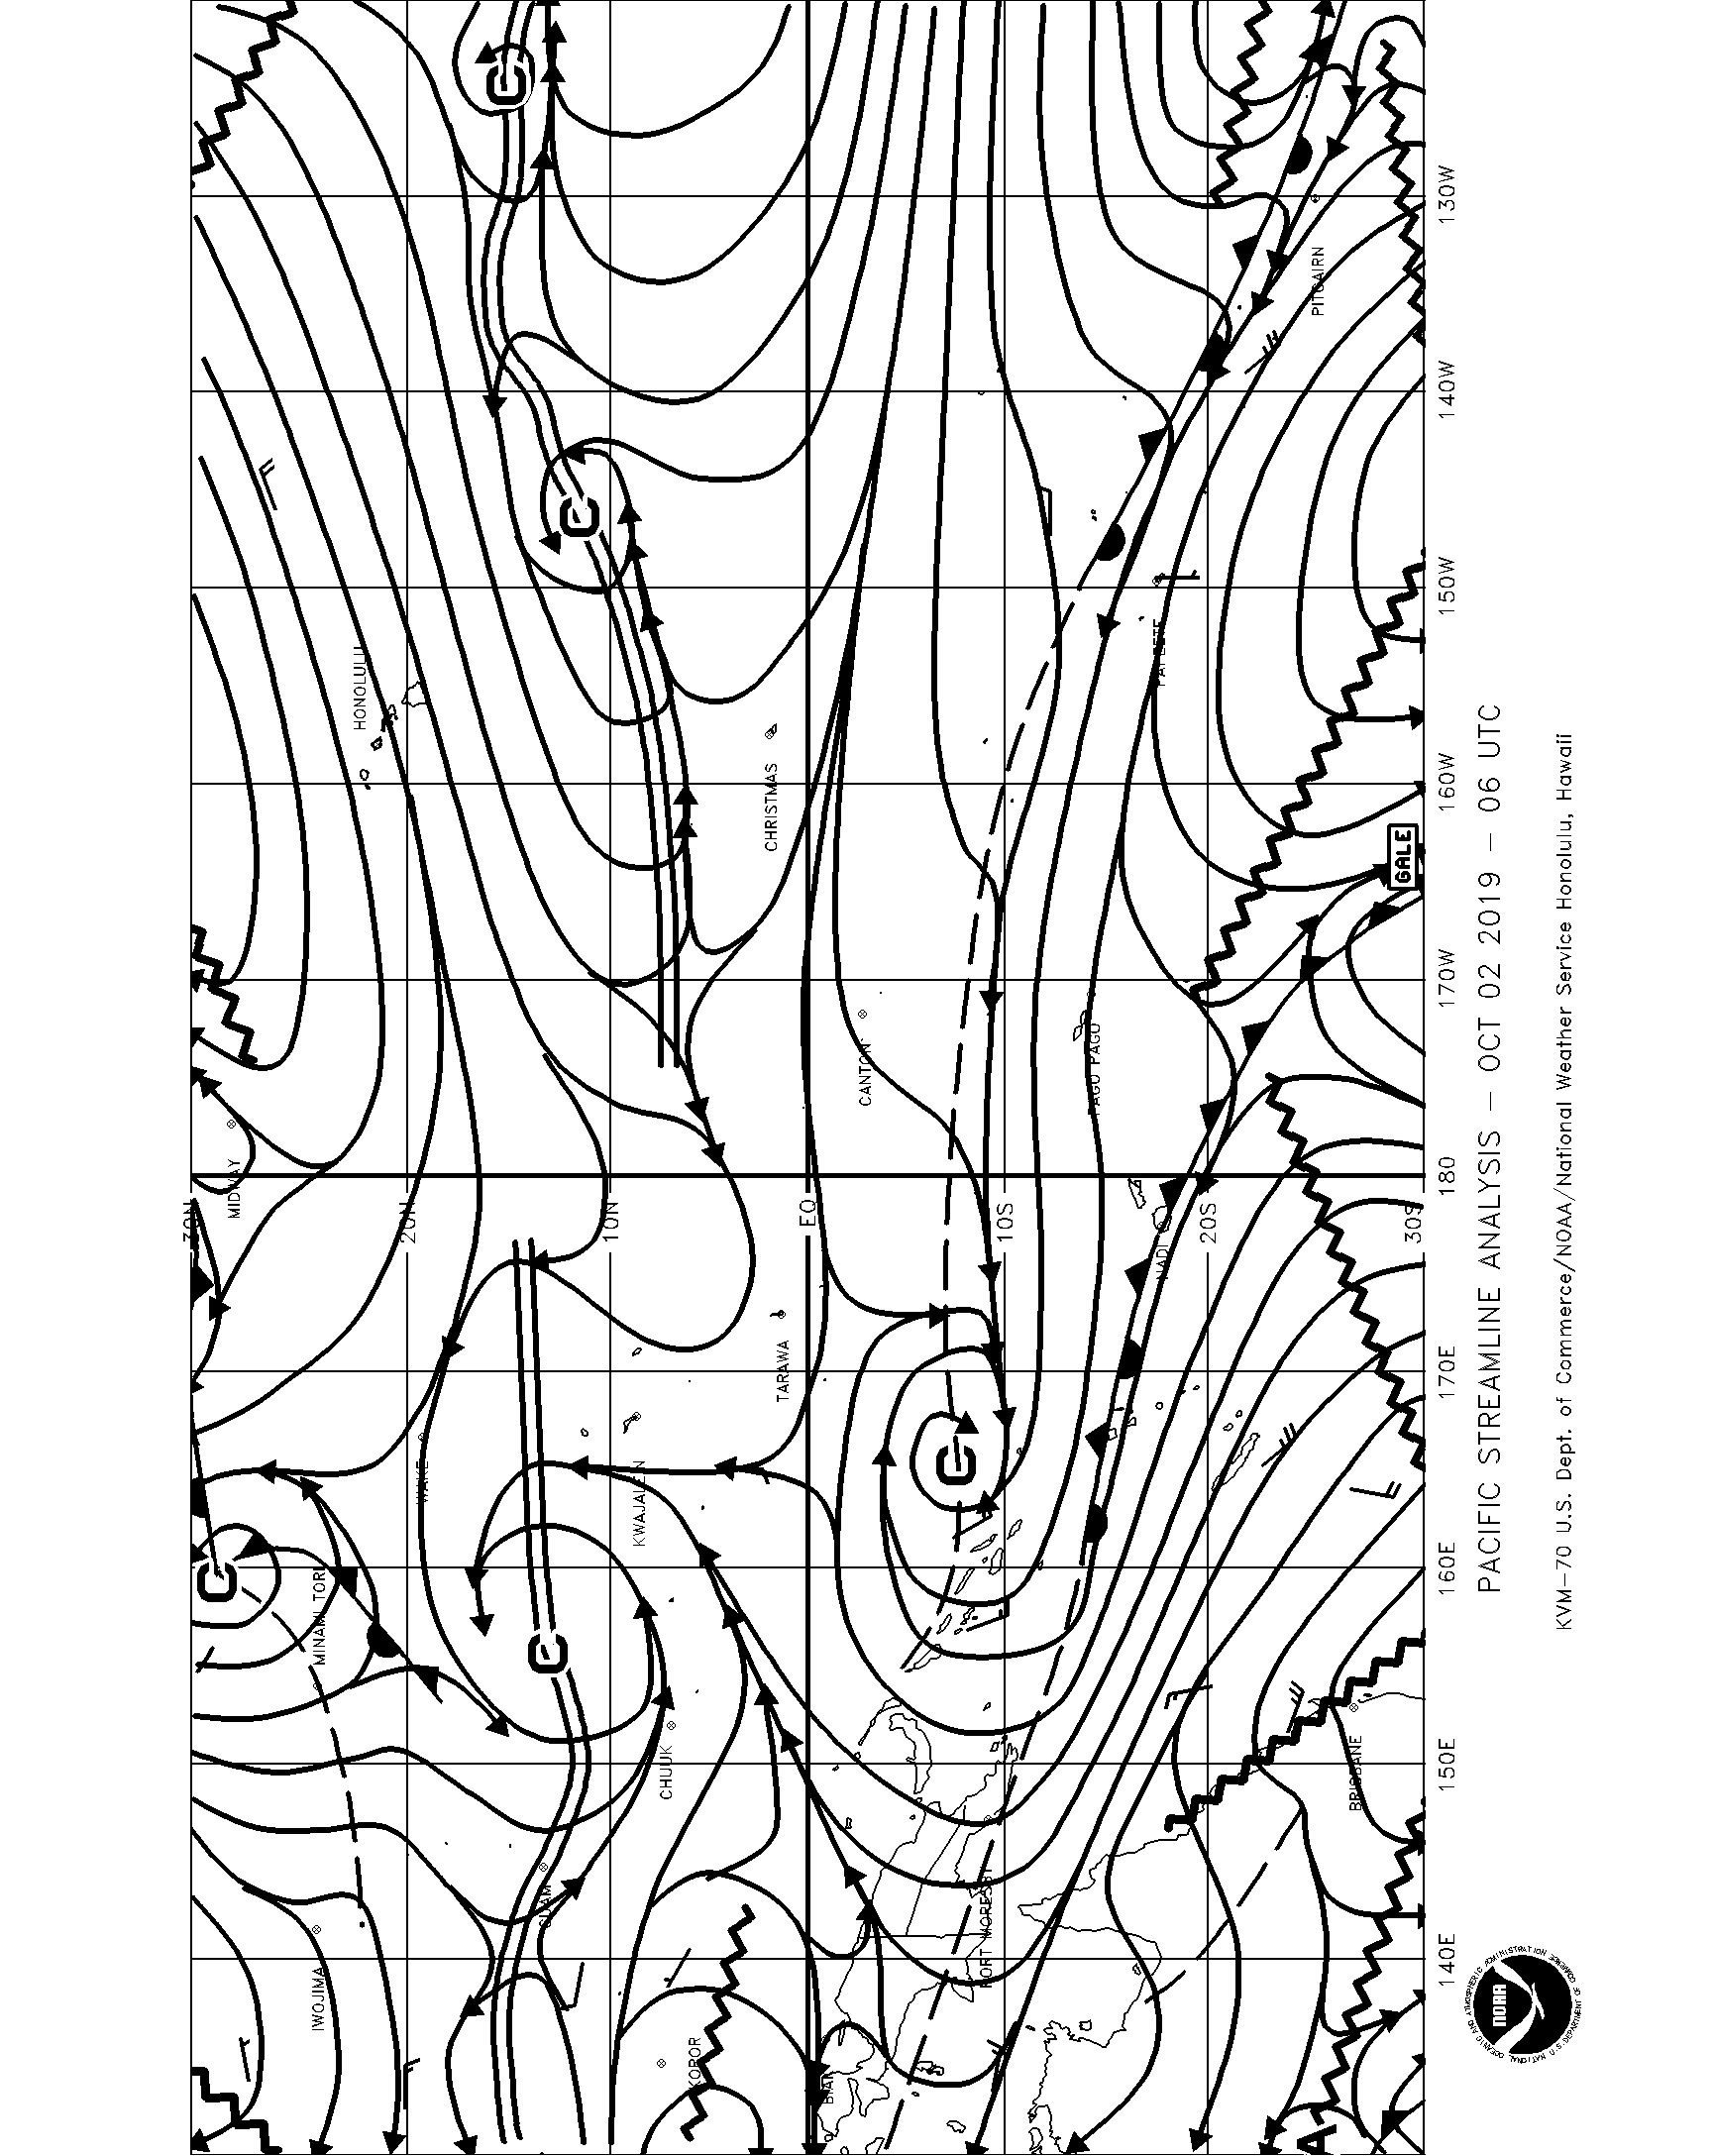 30N
20N
10N
EQ
10S
20S
30S
130W
140W
150W
160W
170W
180
170E
160E
150E
140E
PITCAIRN
HONOLULU
PAPEETE
CHRISTMAS
CANTON
PAGO PAGO
MIDWAY
NADI
TARAWA
WAKE
KWAJALEIN
MINAMI TORI
CHUUK
BRISBANE
GUAM
PORT MORESBY
IWOJIMA
KOROR
BIAK
C
C
C
C
C
A
GALE
PACIFIC STREAMLINE ANALYSIS – OCT 02 2019 – 06 UTC
KVM–70 U.S. Dept. of Commerce/NOAA/National Weather Service Honolulu, Hawaii
NOAA
NATIONAL OCEANIC AND ATMOSPHERIC ADMINISTRATION
U.S. DEPARTMENT OF COMMERCE